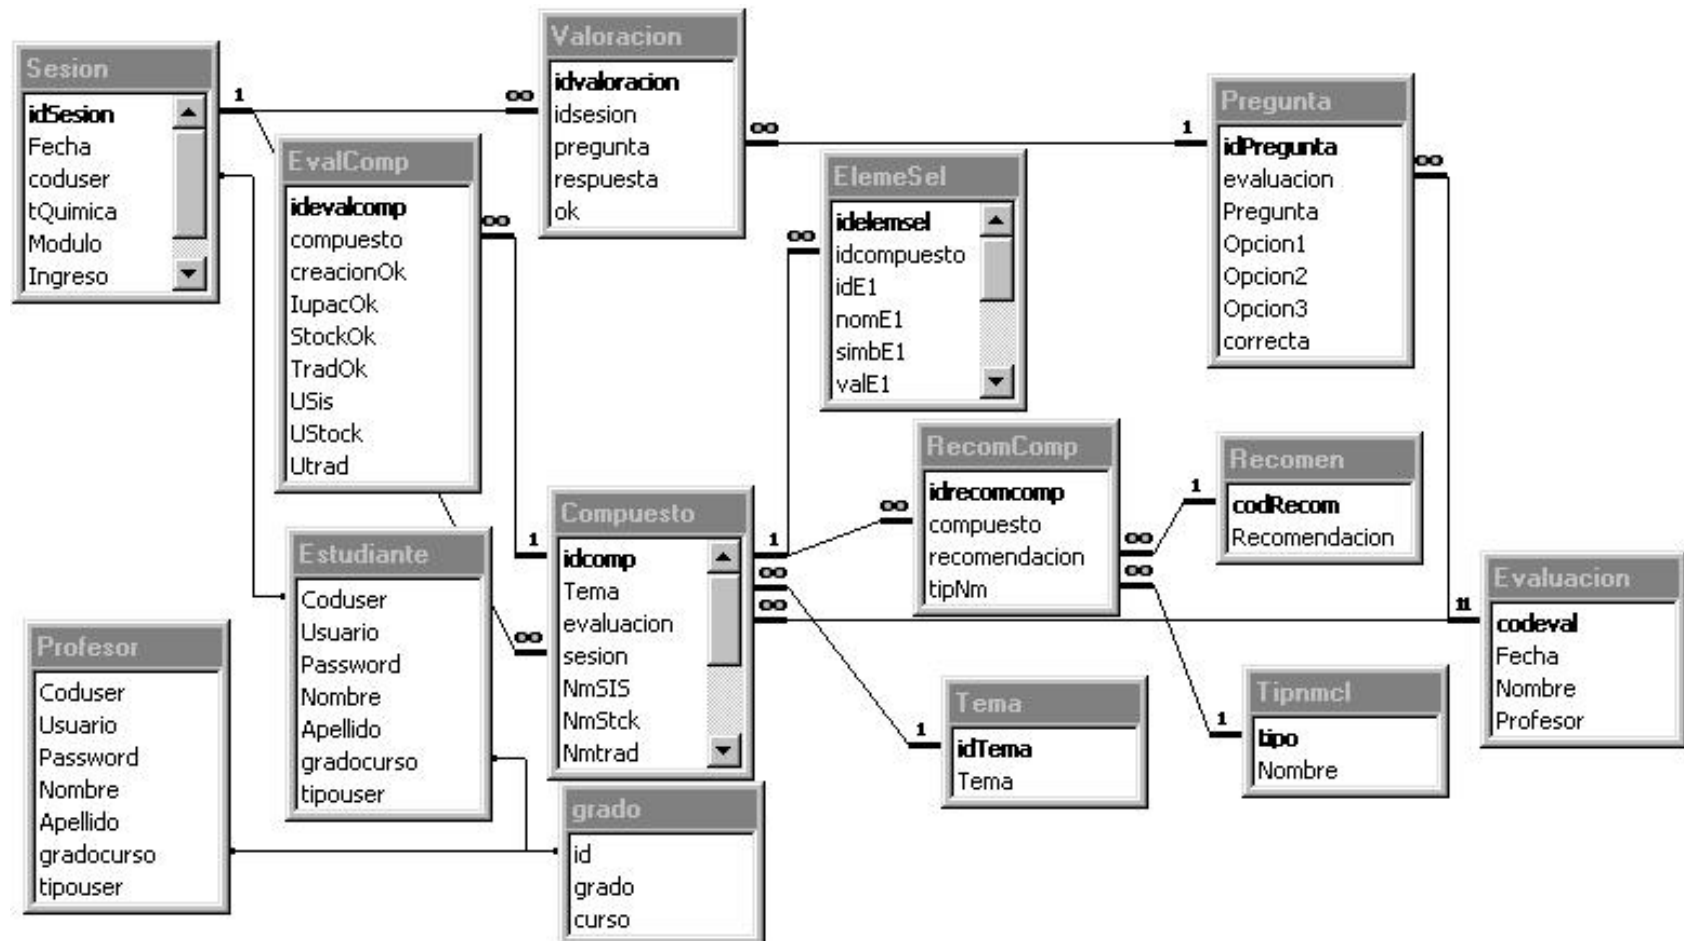 Sesion
idSesion
Fecha
coduser
tQuimica
Modulo
Ingreso
1
∞
Valoracion
idvaloracion
idsesion
pregunta
respuesta
ok
∞
1
Pregunta
idPregunta
evaluacion
Pregunta
Opcion1
Opcion2
Opcion3
correcta
∞
EvalComp
idevalcomp
compuesto
creacionOk
IupacOk
StockOk
TradOk
USis
UStock
Utrad
∞
1
ElemeSel
idelemsel
idcompuesto
idE1
nomE1
simbE1
valE1
∞
Compuesto
idcomp
Tema
evaluacion
sesion
NmSIS
NmStck
Nmtrad
1
∞
∞
∞
RecomComp
idrecomcomp
compuesto
recomendacion
tipNm
∞
∞
∞
1
Recomen
codRecom
Recomendacion
11
Evaluacion
codeval
Fecha
Nombre
Profesor
Estudiante
Coduser
Usuario
Password
Nombre
Apellido
gradocurso
tipouser
Profesor
Coduser
Usuario
Password
Nombre
Apellido
gradocurso
tipouser
1
Tema
idTema
Tema
1
Tipnmcl
tipo
Nombre
grado
id
grado
curso